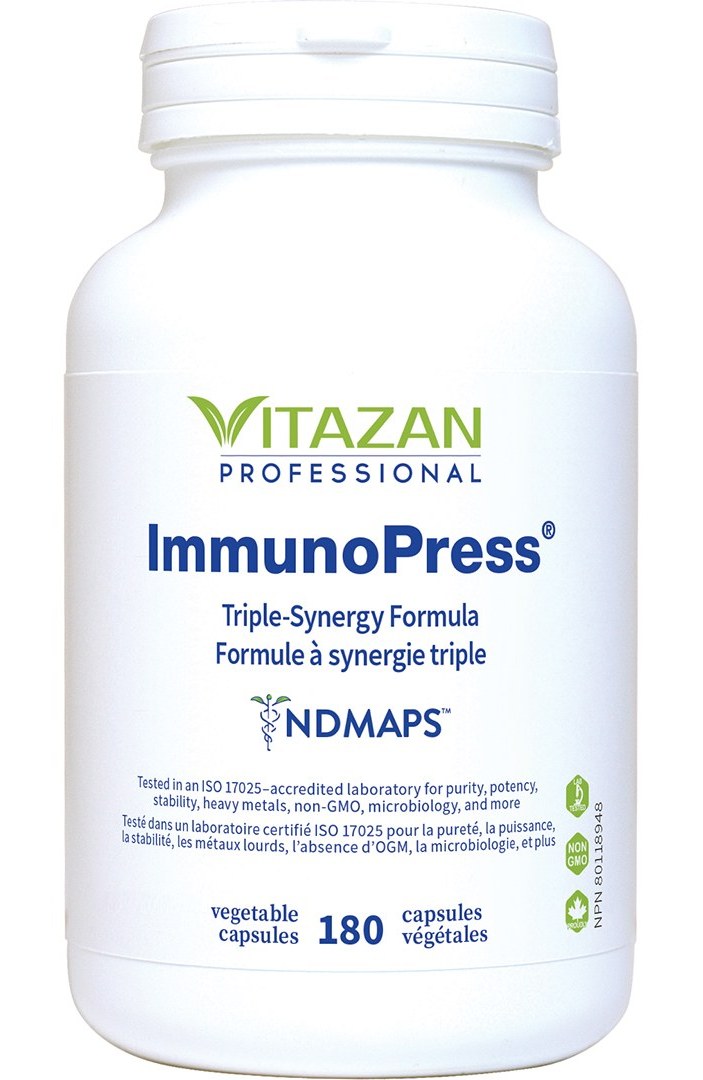 VITAZAN
PROFESSIONAL
ImmunoPress®
Triple-Synergy Formula
Formule à synergie triple
NDMAPS™
Tested in an ISO 17025–accredited laboratory for purity, potency,
stability, heavy metals, non-GMO, microbiology, and more
Testé dans un laboratoire certifié ISO 17025 pour la pureté, la puissance,
la stabilité, les métaux lourds, l’absence d’OGM, la microbiologie, et plus
LAB
TESTED
NON
GMO
NPN 80118948
vegetable
capsules
180
capsules
végétales